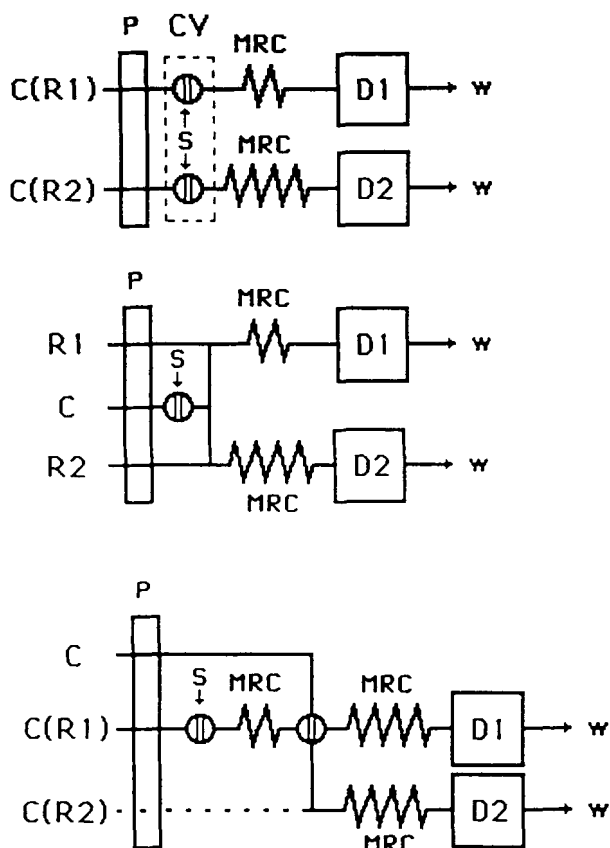 P CV
MRC
C(R1) D1 W
S
MRC
C(R2) D2 W
P
MRC
R1 D1 W
S
C
R2 D2 W
MRC
P
C
S MRC MRC
C(R1) D1 W
C(R2) D2 W
MRC